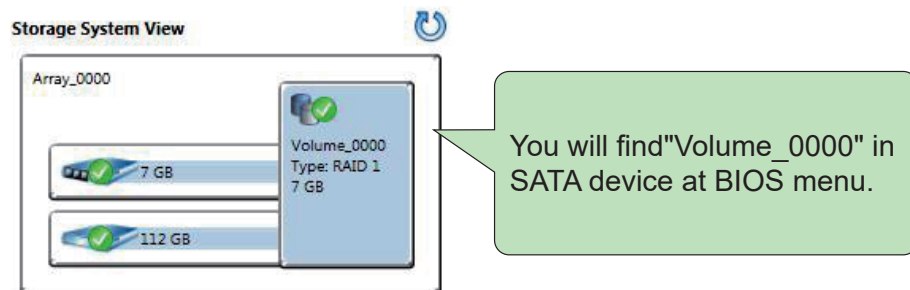 Storage System View
Array_0000
Volume_0000
Type: RAID 1
7 GB
7 GB
112 GB
You will find"Volume_0000" in
SATA device at BIOS menu.